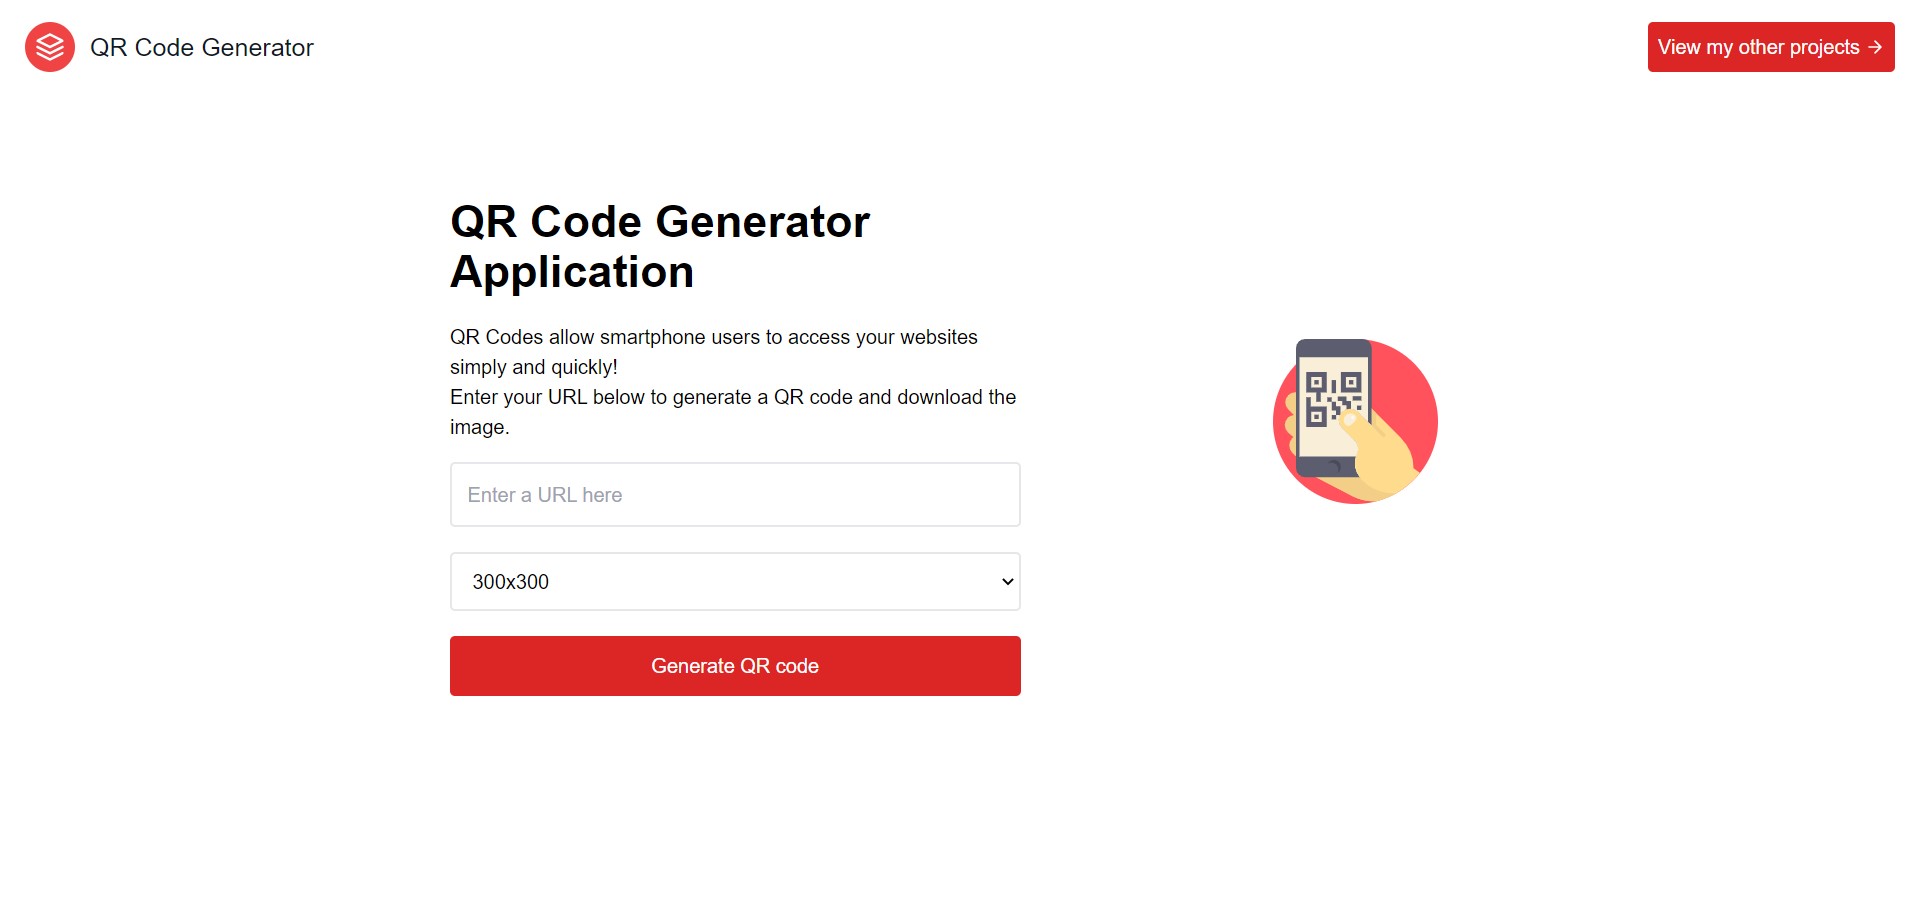 QR Code Generator
View my other projects →
QR Code Generator
Application
QR Codes allow smartphone users to access your websites
simply and quickly!
Enter your URL below to generate a QR code and download the
image.
Enter a URL here
300x300
Generate QR code